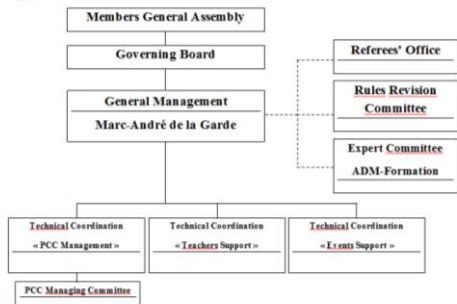 Members General Assembly
Governing Board
General Management
Marc-André de la Garde
Referees' Office
Rules Revision
Committee
Expert Committee
ADM-Formation
Technical Coordination
« PCC Management »
Technical Coordination
« Teachers Support »
Technical Coordination
« Events Support »
PCC Managing Committee